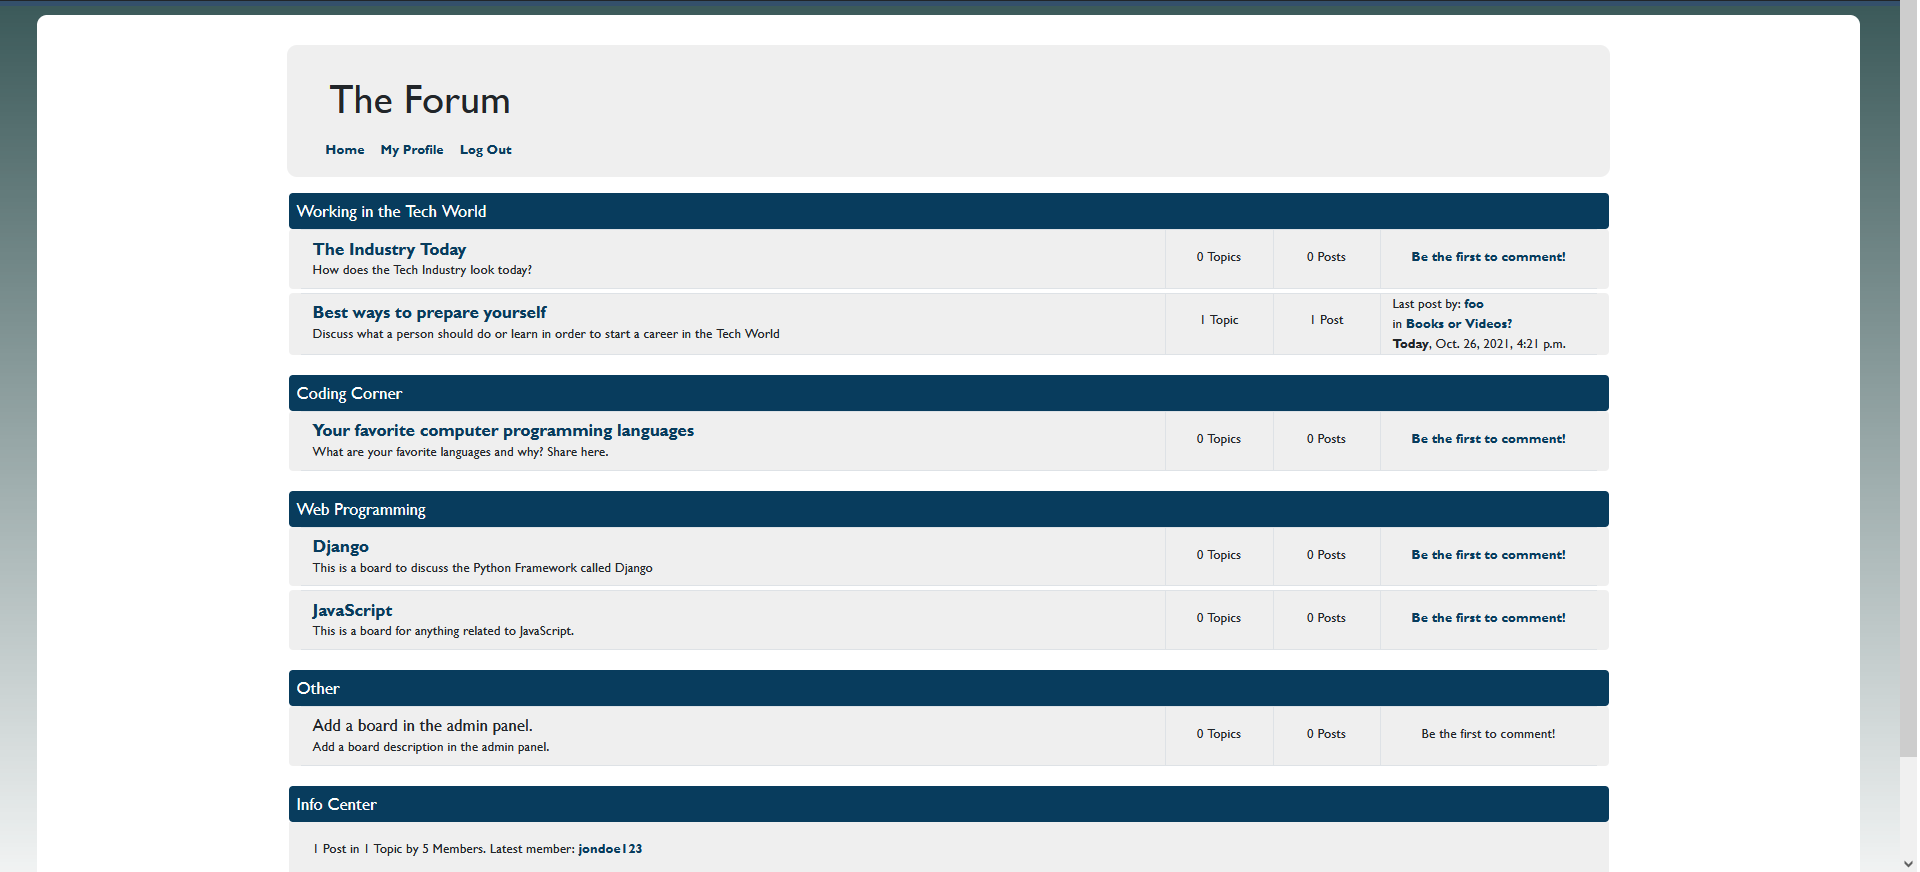 The Forum
Home My Profile Log Out
Working in the Tech World
The Industry Today
How does the Tech Industry look today?
0 Topics
0 Posts
Be the first to comment!
Best ways to prepare yourself
Discuss what a person should do or learn in order to start a career in the Tech World
1 Topic
1 Post
Last post by: foo
in Books or Videos?
Today, Oct. 26, 2021, 4:21 p.m.
Coding Corner
Your favorite computer programming languages
What are your favorite languages and why? Share here.
0 Topics
0 Posts
Be the first to comment!
Web Programming
Django
This is a board to discuss the Python Framework called Django
0 Topics
0 Posts
Be the first to comment!
JavaScript
This is a board for anything related to JavaScript.
0 Topics
0 Posts
Be the first to comment!
Other
Add a board in the admin panel.
Add a board description in the admin panel.
0 Topics
0 Posts
Be the first to comment!
Info Center
1 Post in 1 Topic by 5 Members. Latest member: jondoe123